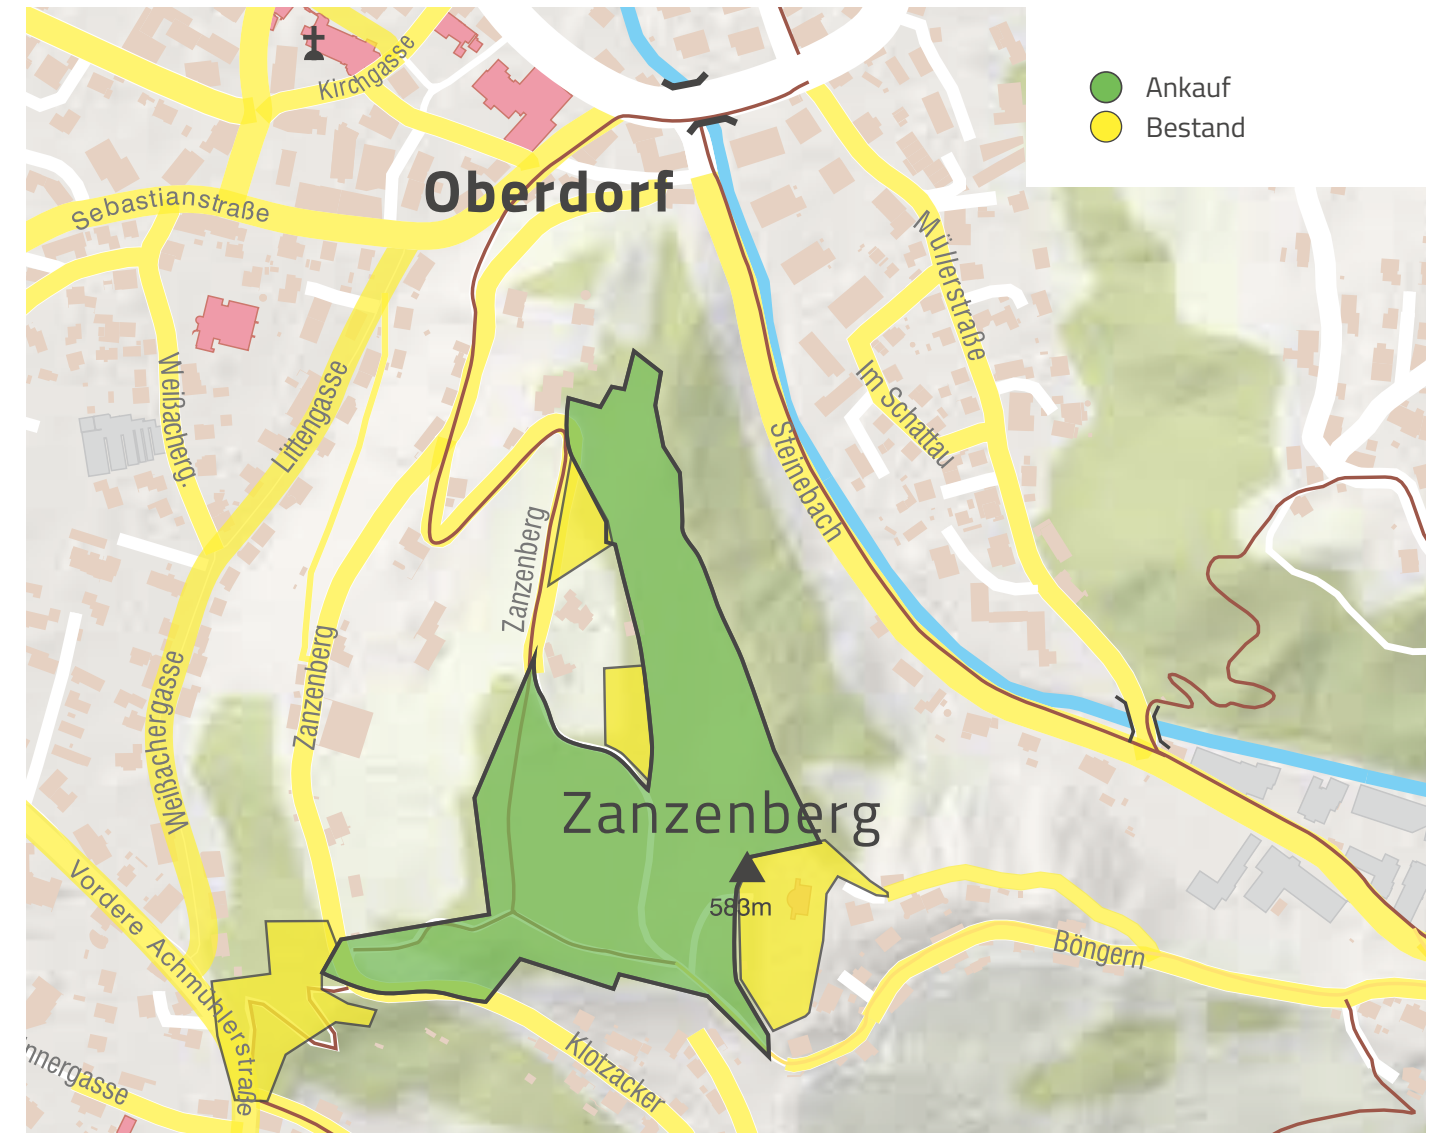 Ankauf
Bestand
Kirchgasse
Oberdorf
Sebastianstraße
Müllerstraße
Weißacherg.
Littengasse
Im Schattau
Steinebach
Zanzenberg
Zanzenberg
Weißachergasse
Zanzenberg
583m
Vordere Achmühlerstraße
Böngern
Klotzacker
nnergasse